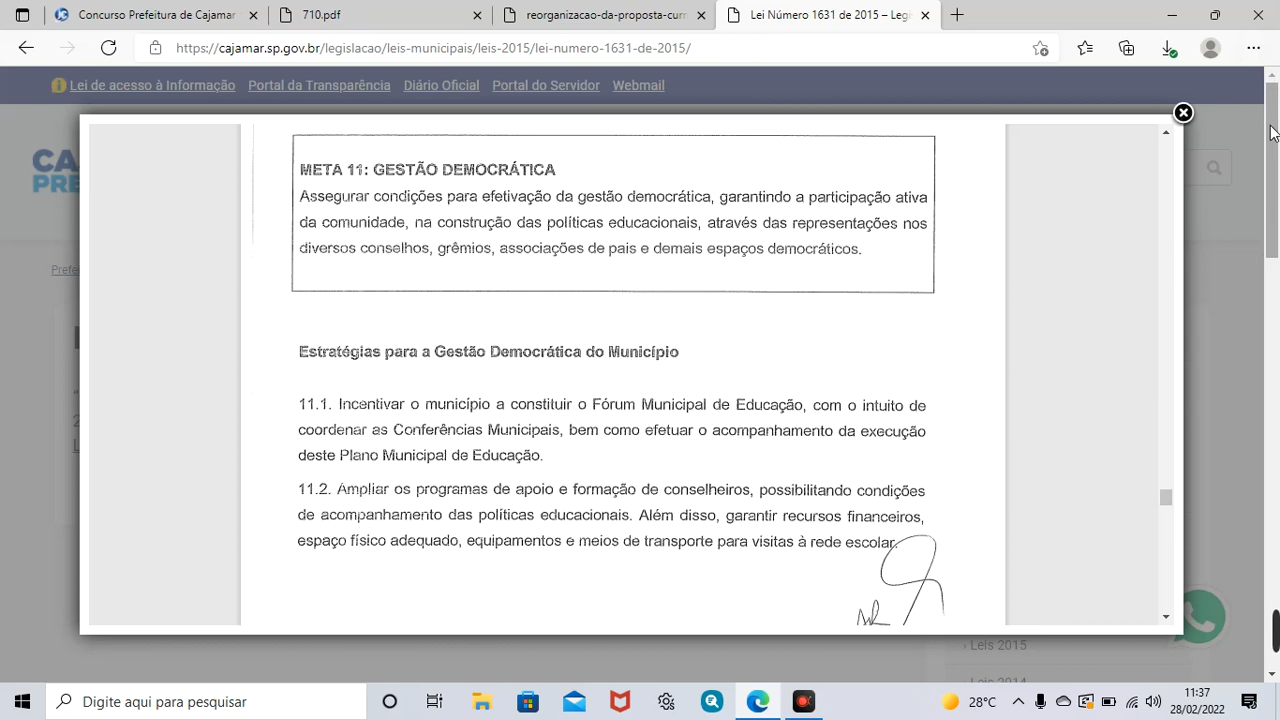 Concurso Prefeitura de Cajamar
710.pdf
reorganizacao-da-proposta-curr
Lei Número 1631 de 2015 – Legis
https://cajamar.sp.gov.br/legislacao/leis-municipais/leis-2015/lei-numero-1631-de-2015/
Lei de acesso à Informação Portal da Transparência Diário Oficial Portal do Servidor Webmail
CA
PRE
Prefe
META 11: GESTÃO DEMOCRÁTICA
Assegurar condições para efetivação da gestão democrática, garantindo a participação ativa
da comunidade, na construção das políticas educacionais, através das representações nos
diversos conselhos, grêmios, associações de pais e demais espaços democráticos.
Estratégias para a Gestão Democrática do Município
11.1. Incentivar o município a constituir o Fórum Municipal de Educação, com o intuito de
coordenar as Conferências Municipais, bem como efetuar o acompanhamento da execução
deste Plano Municipal de Educação.
11.2. Ampliar os programas de apoio e formação de conselheiros, possibilitando condições
de acompanhamento das políticas educacionais. Além disso, garantir recursos financeiros,
espaço físico adequado, equipamentos e meios de transporte para visitas à rede escolar.
› Leis 2015
› Leis 2014
Digite aqui para pesquisar
28°C
11:37
28/02/2022